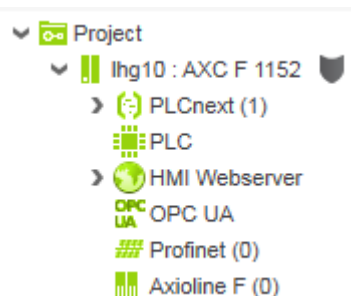 Project
lhg10 : AXC F 1152
PLCnext (1)
PLC
HMI Webserver
OPC UA OPC UA
Profinet (0)
Axioline F (0)